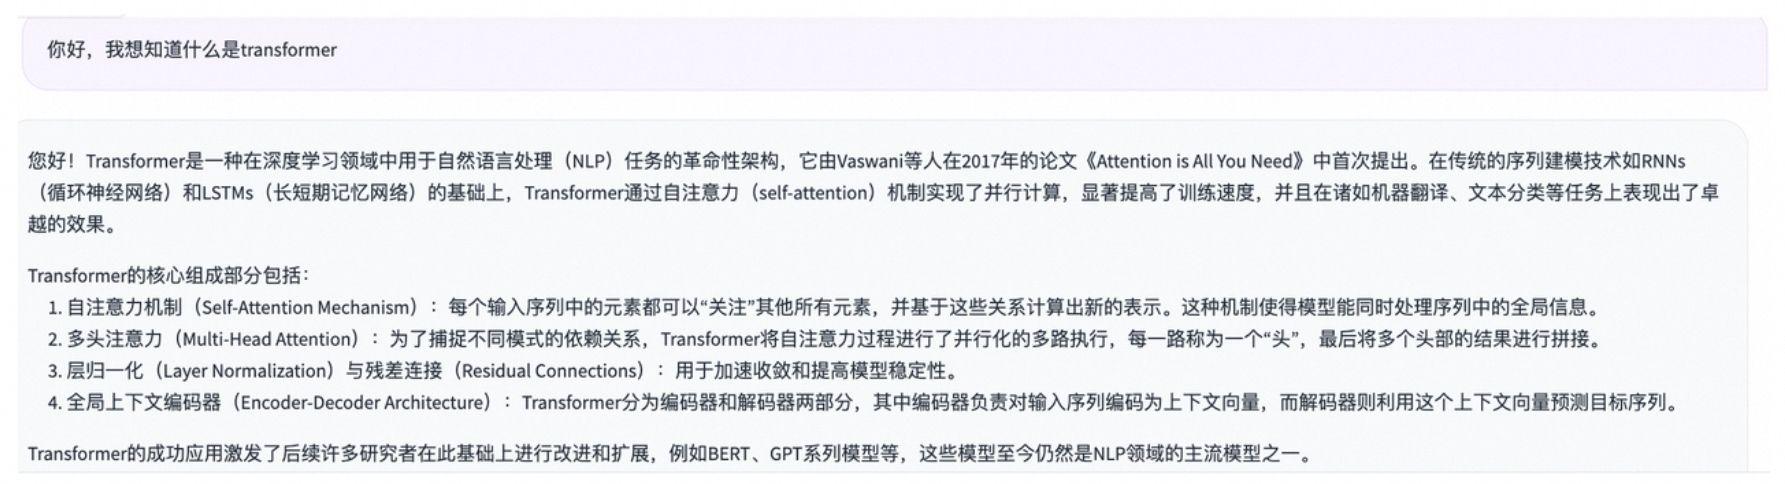 你好，我想知道什么是transformer
您好！Transformer是一种在深度学习领域中用于自然语言处理（NLP）任务的革命性架构，它由Vaswani等人在2017年的论文《Attention is All You Need》中首次提出。在传统的序列建模技术如RNNs
（循环神经网络）和LSTMs（长短期记忆网络）的基础上，Transformer通过自注意力（self-attention）机制实现了并行计算，显著提高了训练速度，并且在诸如机器翻译、文本分类等任务上表现出了卓
越的效果。
Transformer的核心组成部分包括：
1. 自注意力机制（Self-Attention Mechanism）：每个输入序列中的元素都可以“关注”其他所有元素，并基于这些关系计算出新的表示。这种机制使得模型能同时处理序列中的全局信息。
2. 多头注意力（Multi-Head Attention）：为了捕捉不同模式的依赖关系，Transformer将自注意力过程进行了并行化的多路执行，每一路称为一个“头”，最后将多个头部的结果进行拼接。
3. 层归一化（Layer Normalization）与残差连接（Residual Connections）：用于加速收敛和提高模型稳定性。
4. 全局上下文编码器（Encoder-Decoder Architecture）：Transformer分为编码器和解码器两部分，其中编码器负责对输入序列编码为上下文向量，而解码器则利用这个上下文向量预测目标序列。
Transformer的成功应用激发了后续许多研究者在此基础上进行改进和扩展，例如BERT、GPT系列模型等，这些模型至今仍然是NLP领域的主流模型之一。